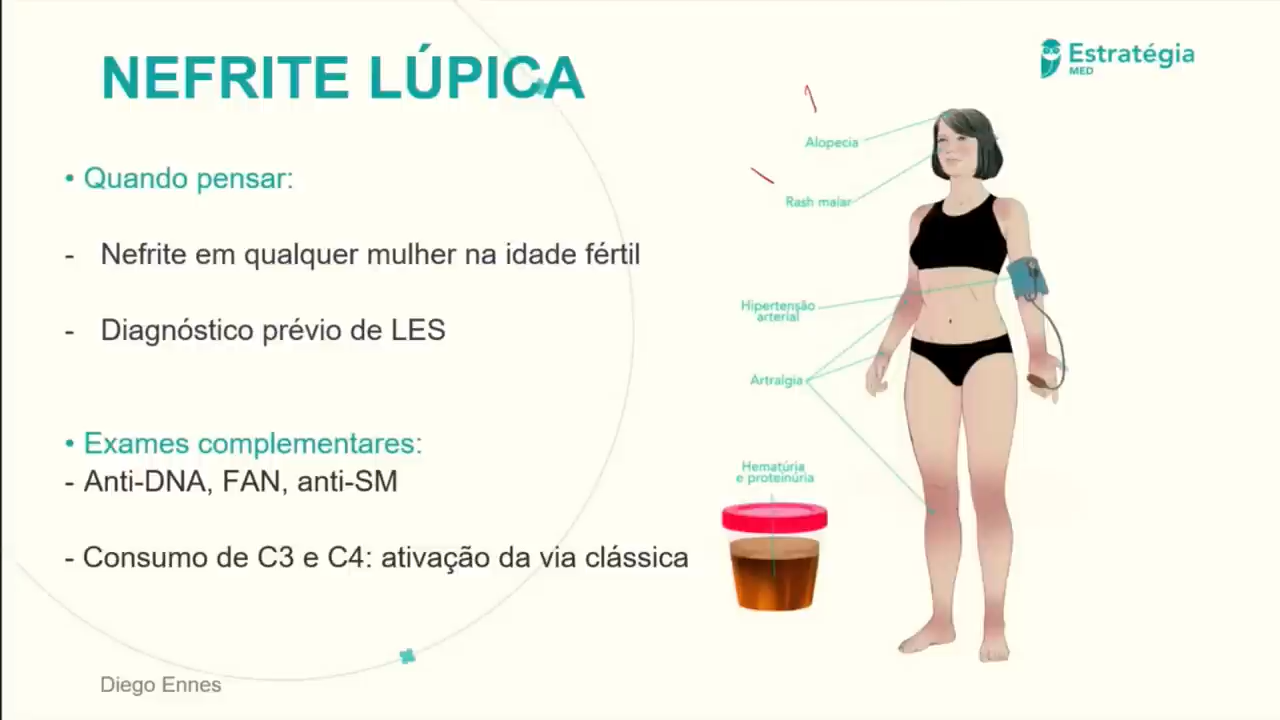 NEFRITE LÚPICA
Estratégia
MED
• Quando pensar:
- Nefrite em qualquer mulher na idade fértil
- Diagnóstico prévio de LES
• Exames complementares:
- Anti-DNA, FAN, anti-SM
- Consumo de C3 e C4: ativação da via clássica
Alopecia
Rash malar
Hipertensão
arterial
Artralgia
Hematúria
e proteinúria
Diego Ennes